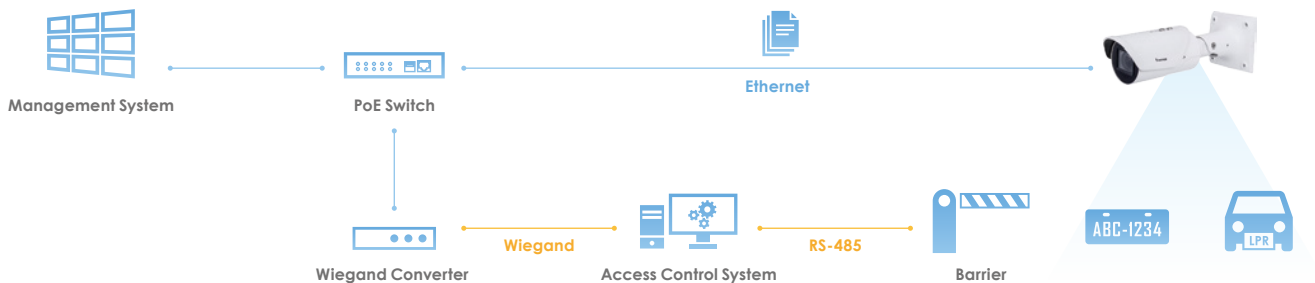 Management System
PoE Switch
Ethernet
Wiegand
RS-485
ABC-1234
LPR
Wiegand Converter
Access Control System
Barrier